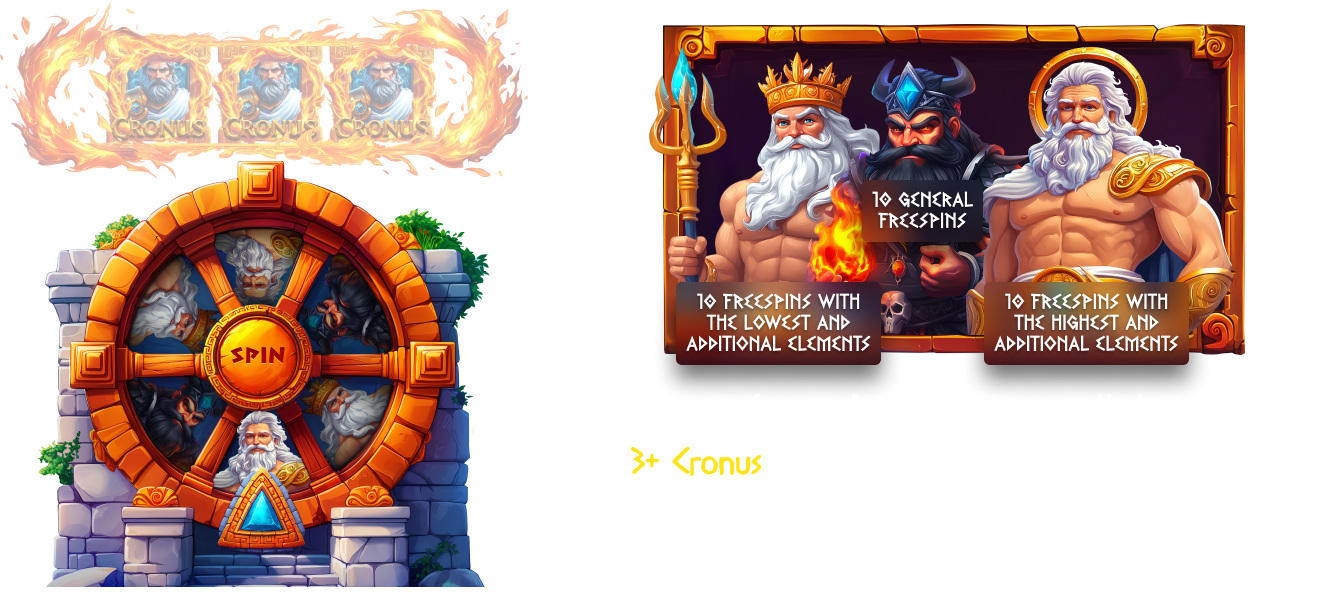 CRONUS CRONUS CRONUS
SPIN
10 GENERAL
FREESPINS
10 FREESPINS WITH
THE LOWEST AND
ADDITIONAL ELEMENTS
10 FREESPINS WITH
THE HIGHEST AND
ADDITIONAL ELEMENTS
3+ Cronus